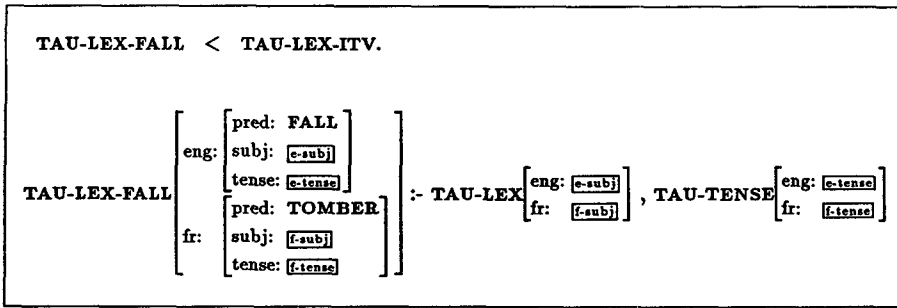 TAU-LEX-FALL < TAU-LEX-ITV.
pred: FALL
eng: subj: e-subj
tense: e-tense
TAU-LEX-FALL :- TAU-LEX eng: e-subj fr: f-subj , TAU-TENSE eng: e-tense fr: f-tense
pred: TOMBER
fr: subj: f-subj
tense: f-tense